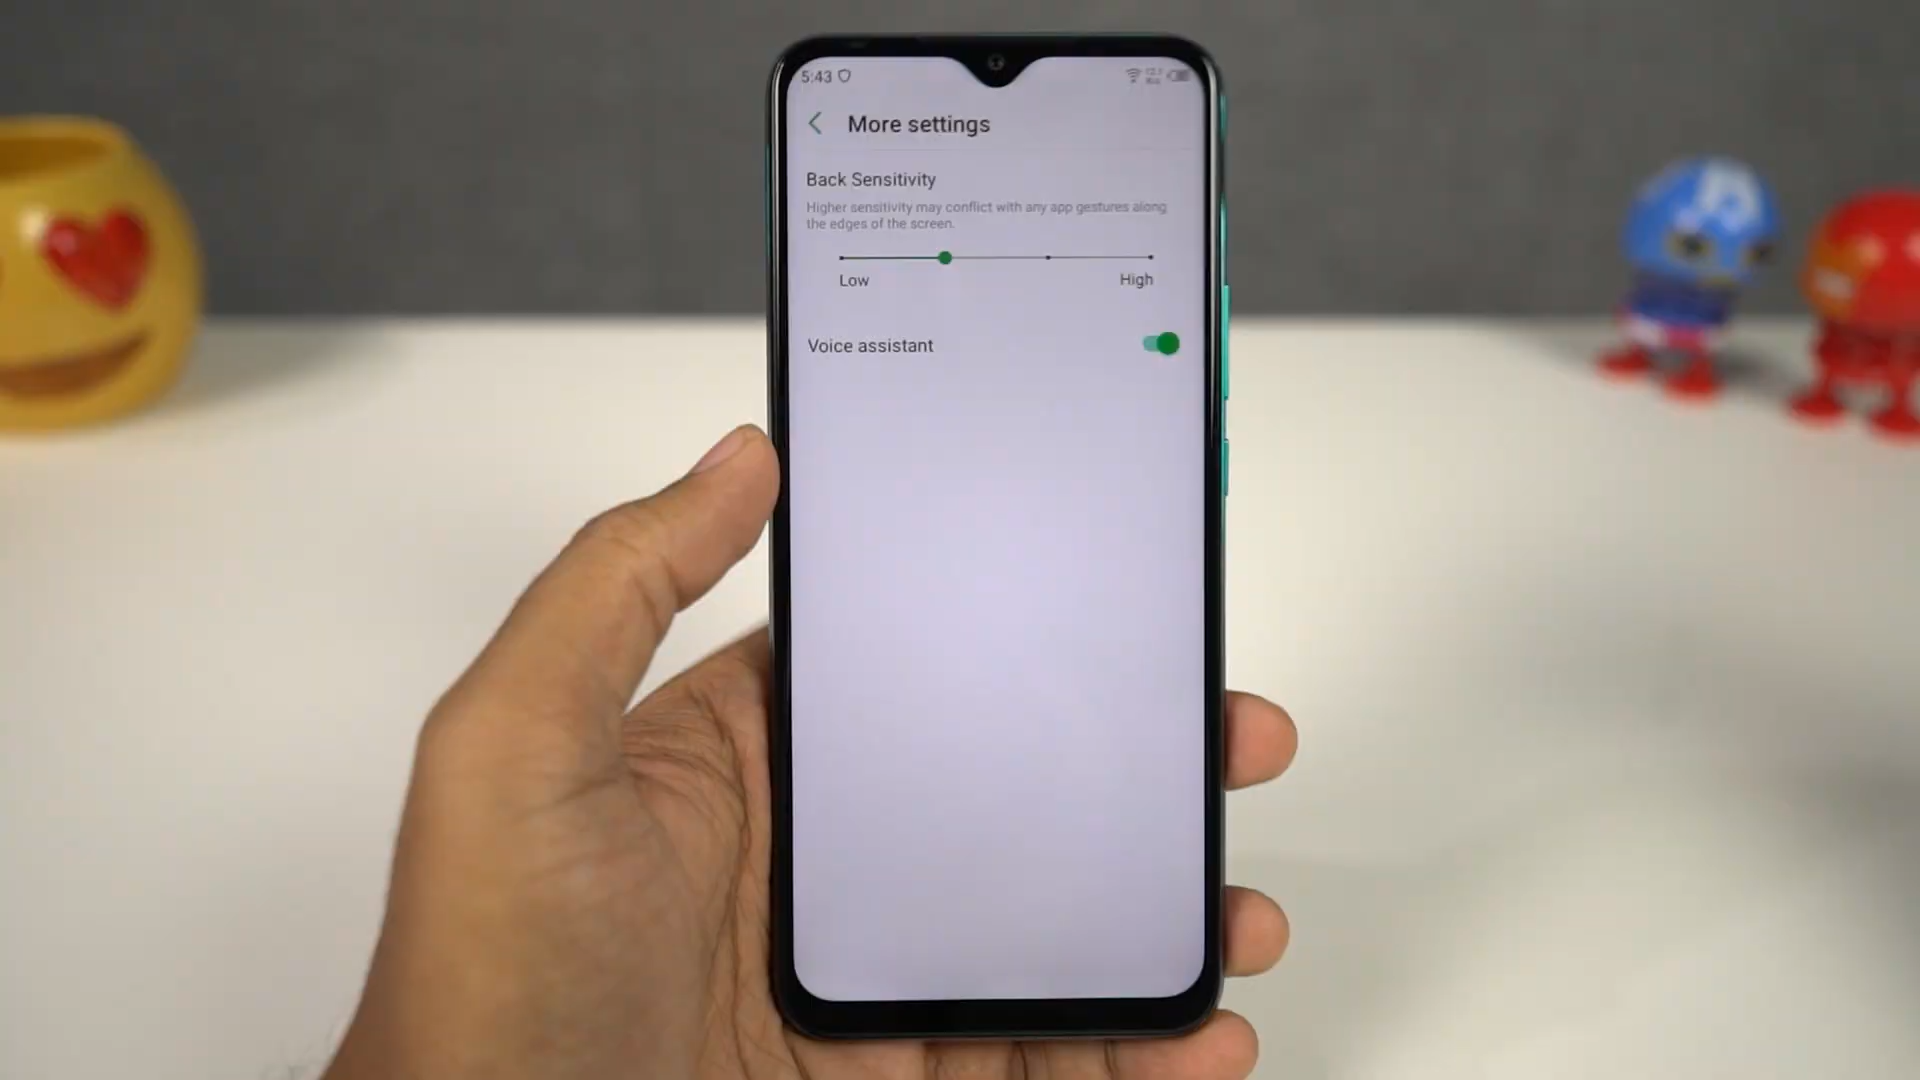 5:43
More settings
Back Sensitivity
Higher sensitivity may conflict with any app gestures along
the edges of the screen.
Low
High
Voice assistant